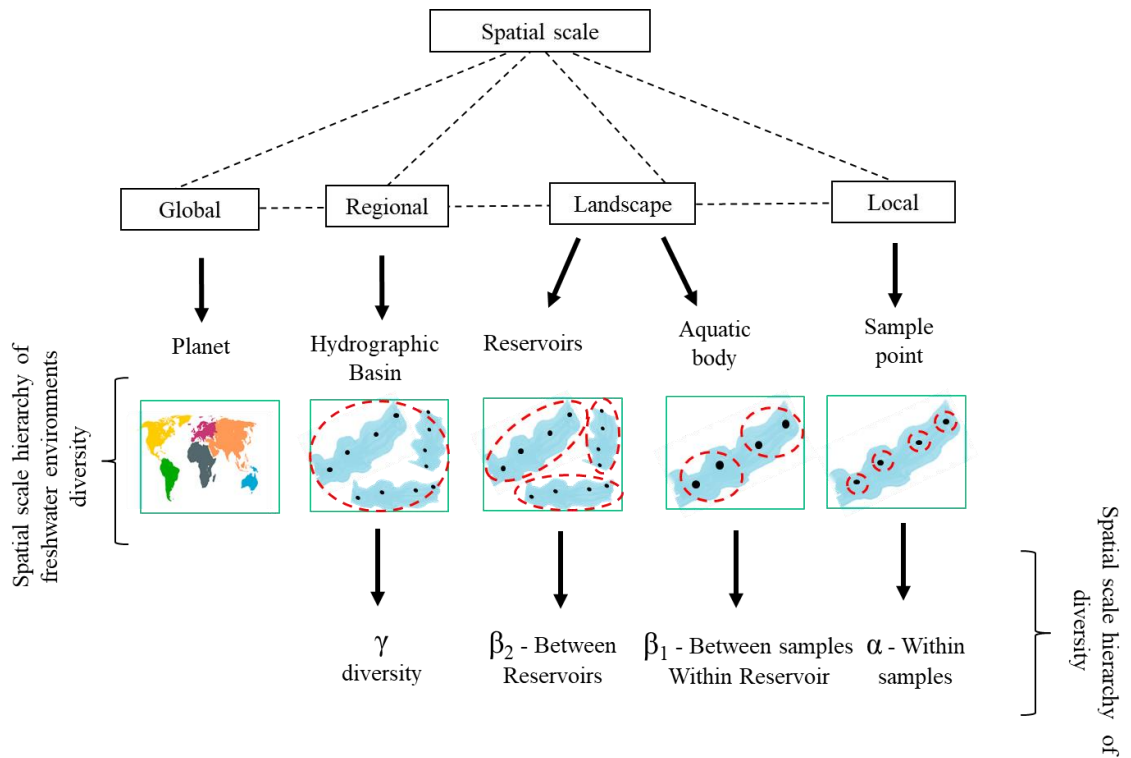 Spatial scale
Global
Regional
Landscape
Local
Planet
Hydrographic
Basin
Reservoirs
Aquatic
body
Sample
point
Spatial scale hierarchy of
freshwater environments
diversity
γ
diversity
β2 - Between
Reservoirs
β1 - Between samples
Within Reservoir
α - Within
samples
Spatial scale hierarchy of
diversity